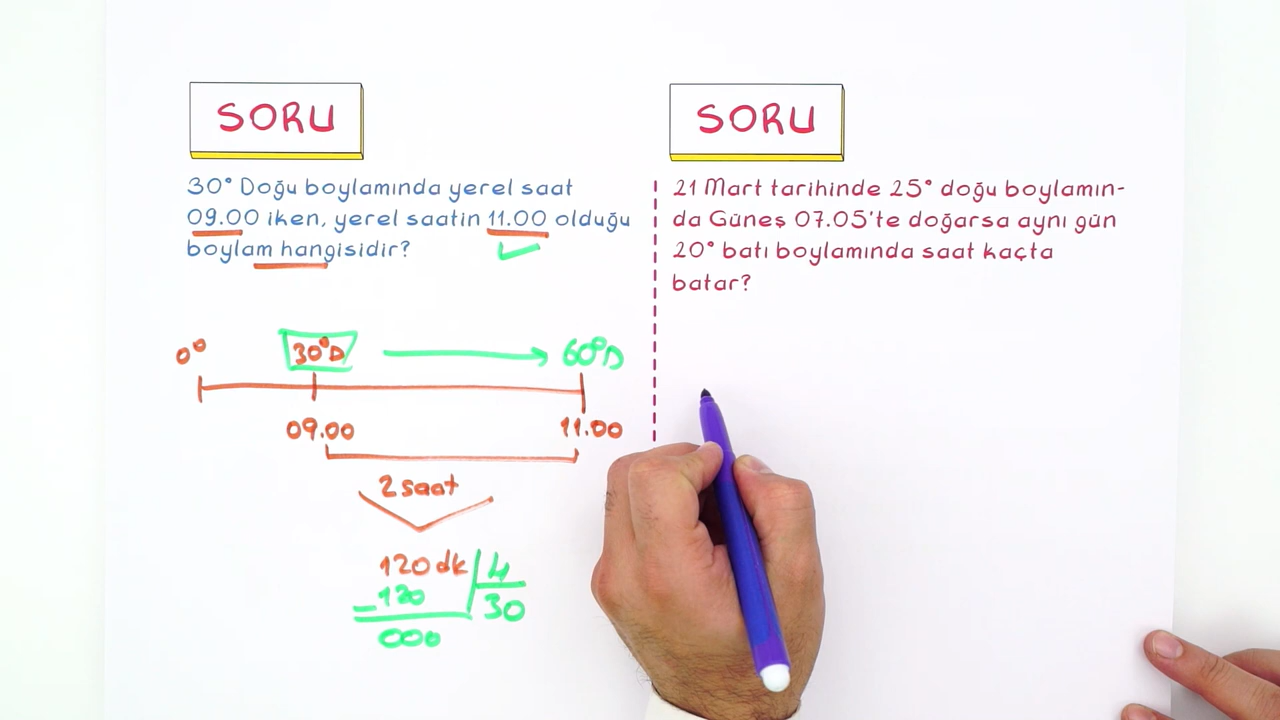 SORU
30° Doğu boylamında yerel saat
09.00 iken, yerel saatin 11.00 olduğu
boylam hangisidir?
0° 30°D 60°D
09.00 11.00
2 saat
120 dk 4
-120 30
000
SORU
21 Mart tarihinde 25° doğu boylamın-
da Güneş 07.05'te doğarsa aynı gün
20° batı boylamında saat kaçta
batar?